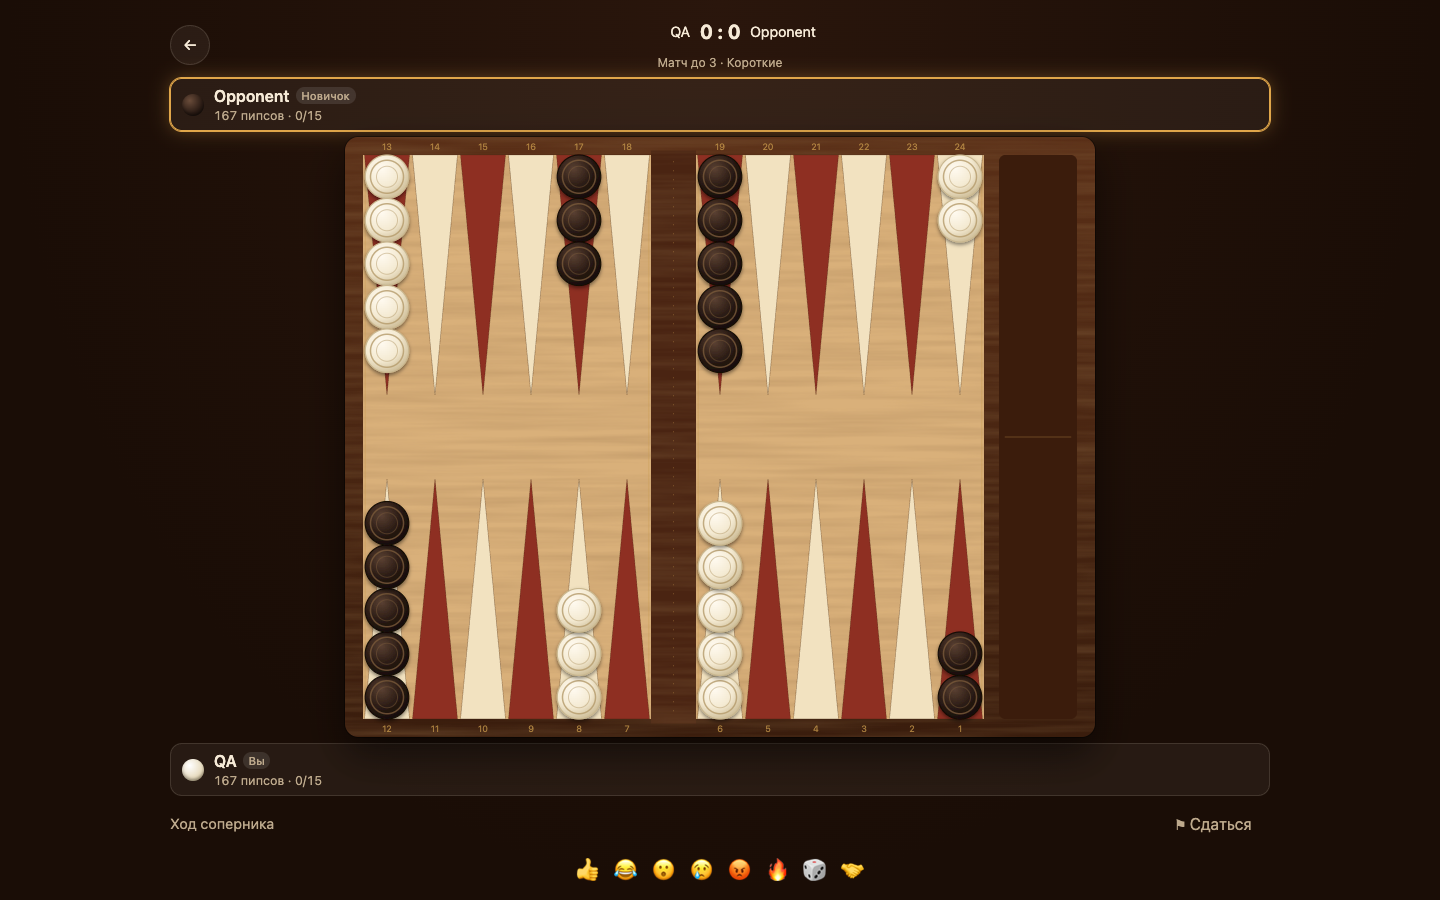 QA 0 : 0 Opponent
Матч до 3 · Короткие
Opponent Новичок
167 пипсов · 0/15
13 14 15 16 17 18 19 20 21 22 23 24
12 11 10 9 8 7 6 5 4 3 2 1
QA Вы
167 пипсов · 0/15
Ход соперника
Сдаться